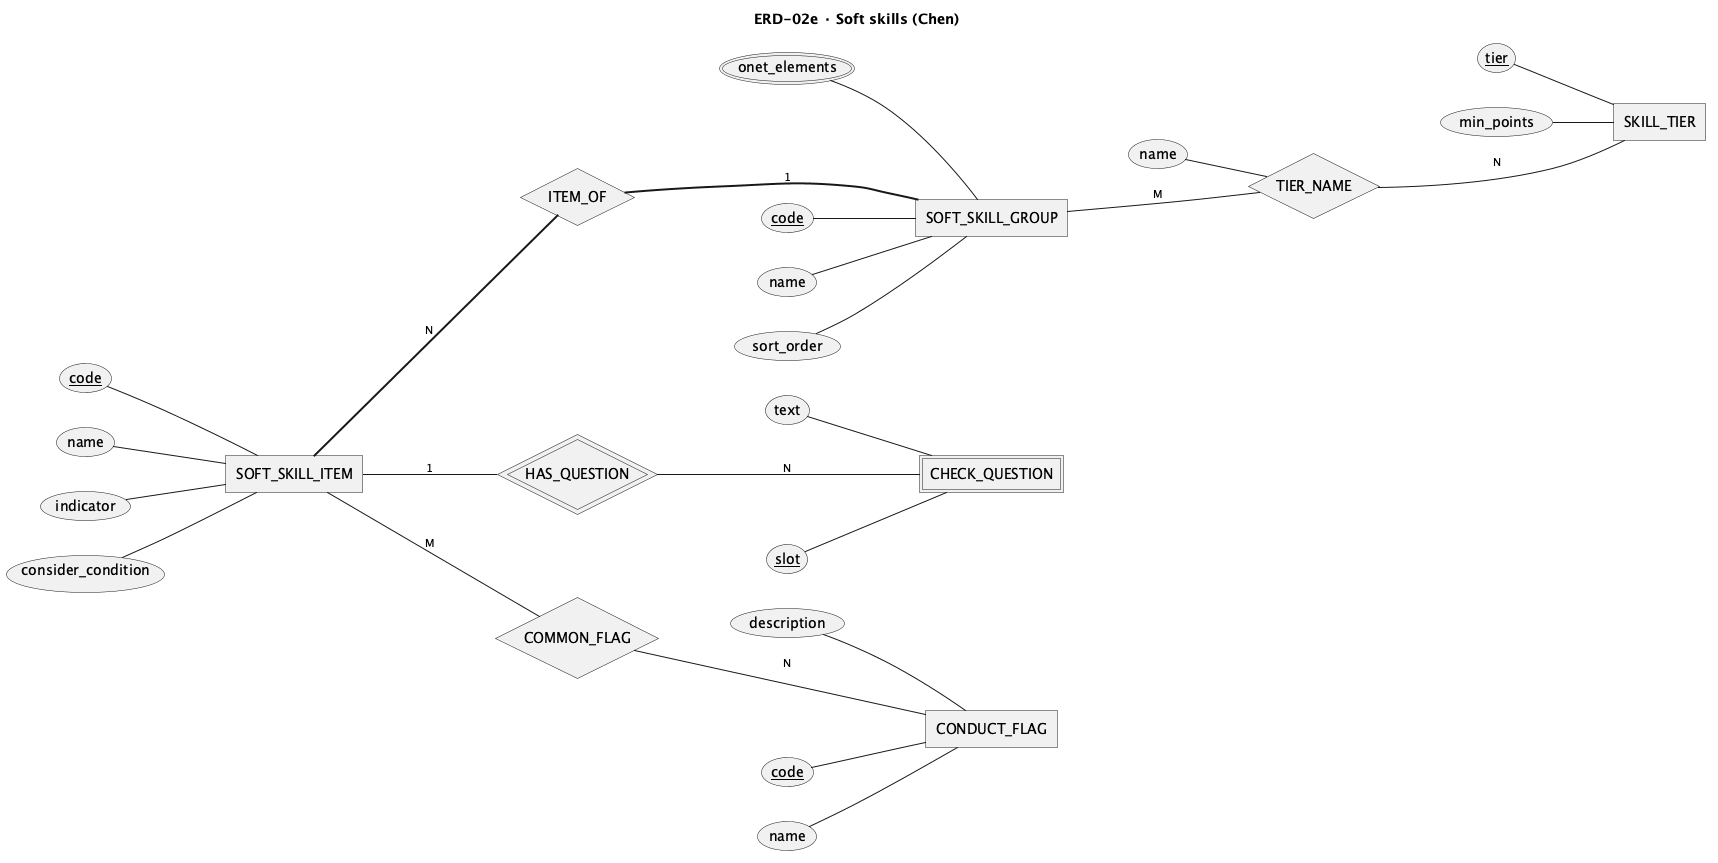 ERD-02e · Soft skills (Chen)
onet_elements
tier
min_points
SKILL_TIER
name
N
TIER_NAME
ITEM_OF
1
M
code
SOFT_SKILL_GROUP
name
N
sort_order
code
text
name
SOFT_SKILL_ITEM
1
HAS_QUESTION
N
CHECK_QUESTION
indicator
M
slot
consider_condition
description
COMMON_FLAG
N
CONDUCT_FLAG
code
name